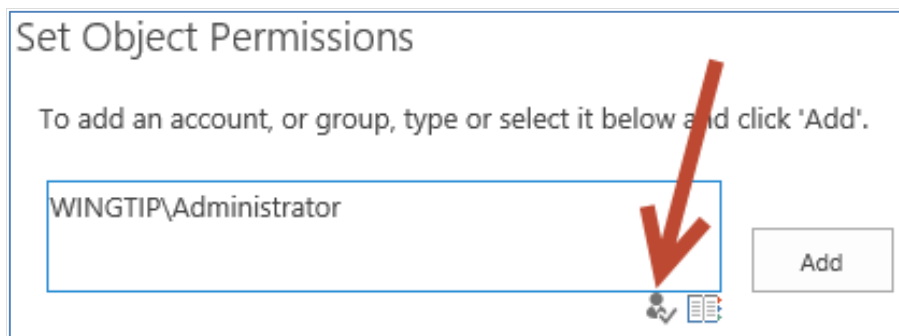 Set Object Permissions
To add an account, or group, type or select it below and click 'Add'.
WINGTIP\Administrator
Add